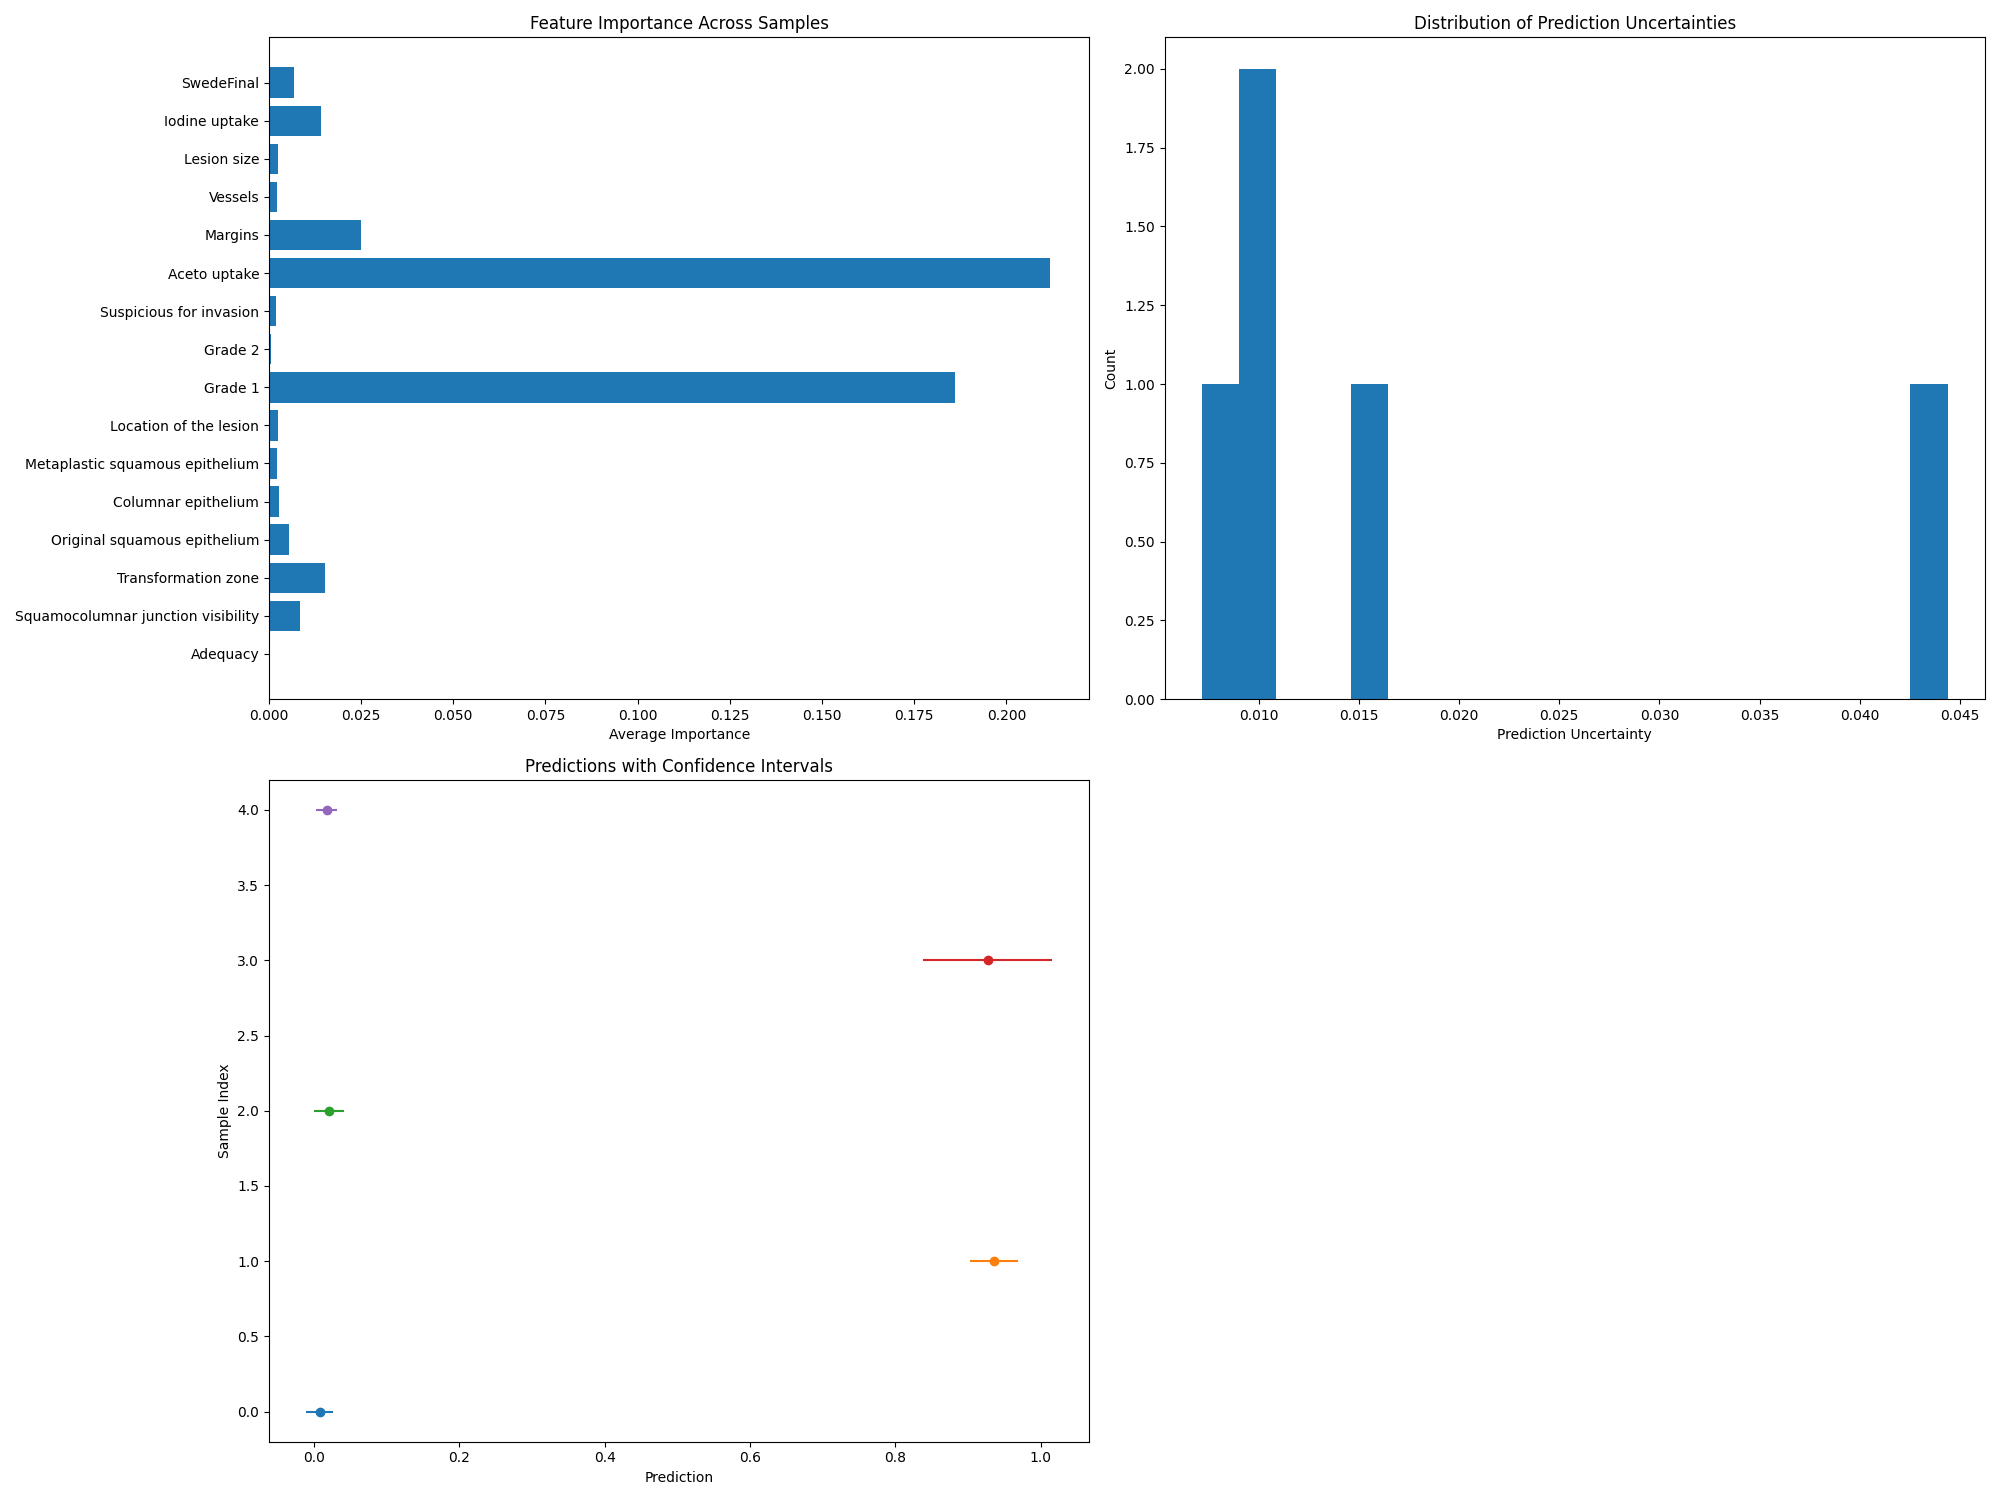 Feature Importance Across Samples
SwedeFinal
Iodine uptake
Lesion size
Vessels
Margins
Aceto uptake
Suspicious for invasion
Grade 2
Grade 1
Location of the lesion
Metaplastic squamous epithelium
Columnar epithelium
Original squamous epithelium
Transformation zone
Squamocolumnar junction visibility
Adequacy
0.000 0.025 0.050 0.075 0.100 0.125 0.150 0.175 0.200
Average Importance
Distribution of Prediction Uncertainties
2.00
1.75
1.50
1.25
1.00
0.75
0.50
0.25
0.00
Count
0.010 0.015 0.020 0.025 0.030 0.035 0.040 0.045
Prediction Uncertainty
Predictions with Confidence Intervals
4.0
3.5
3.0
2.5
2.0
1.5
1.0
0.5
0.0
Sample Index
0.0 0.2 0.4 0.6 0.8 1.0
Prediction